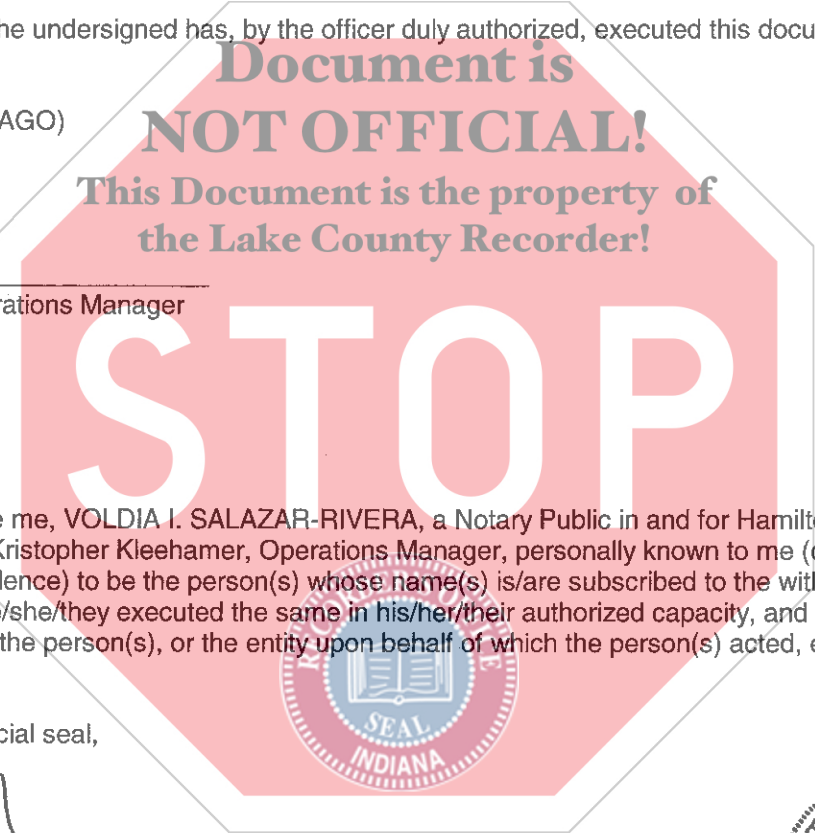 he undersigned has, by the officer duly authorized, executed this docu
Document is
AGO)
NOT OFFICIAL!
This Document is the property of
the Lake County Recorder!
rations Manager
STOP
e me, VOLDIA I. SALAZAR-RIVERA, a Notary Public in and for Hamilt
Kristopher Kleehamer, Operations Manager, personally known to me (
lence) to be the person(s) whose name(s) is/are subscribed to the with
e/she/they executed the same in his/her/their authorized capacity, and
the person(s), or the entity upon behalf of which the person(s) acted, e
RECORDER'S OFFICE
SEAL
INDIANA
cial seal,